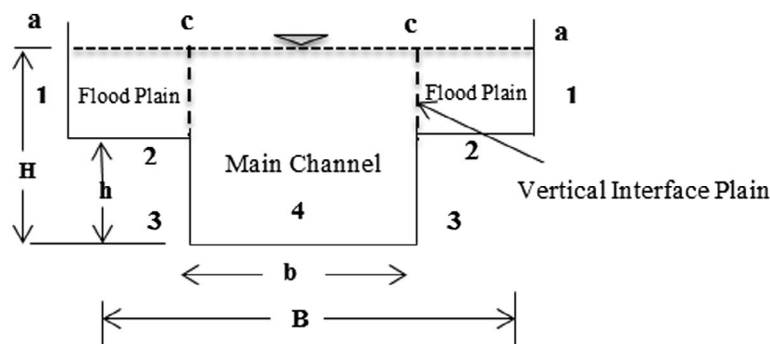 a c c a
1 Flood Plain Flood Plain 1
2 2
H h Main Channel
Vertical Interface Plain
3 4 3
b
B